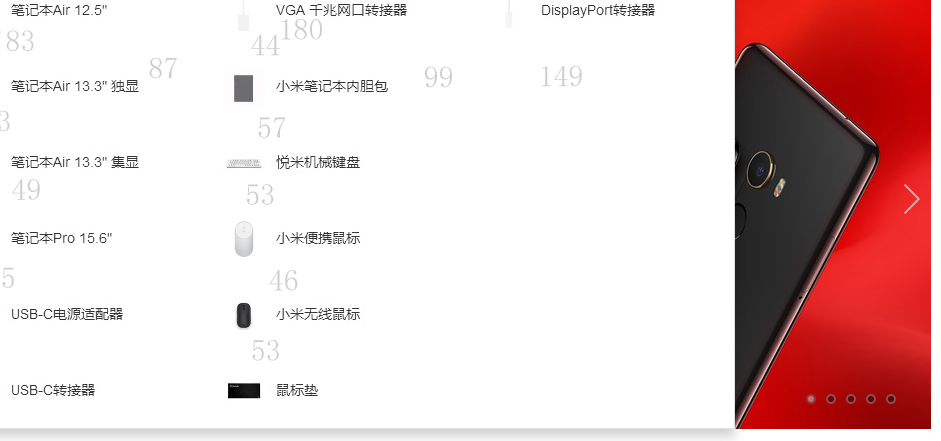 笔记本Air 12.5" VGA 千兆网口转接器 DisplayPort转接器
83 44 180
87
笔记本Air 13.3" 独显 小米笔记本内胆包 99 149
3 57
笔记本Air 13.3" 集显 悦米机械键盘
49 53
笔记本Pro 15.6" 小米便携鼠标
5 46
USB-C电源适配器 小米无线鼠标
53
USB-C转接器 鼠标垫